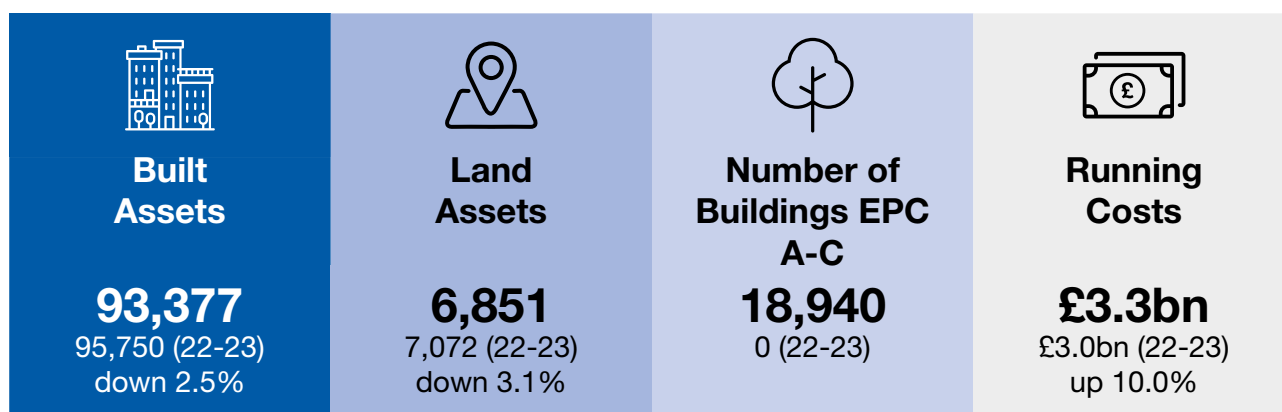 Built
Assets
93,377
95,750 (22-23)
down 2.5%
Land
Assets
6,851
7,072 (22-23)
down 3.1%
Number of
Buildings EPC
A-C
18,940
0 (22-23)
£
Running
Costs
£3.3bn
£3.0bn (22-23)
up 10.0%